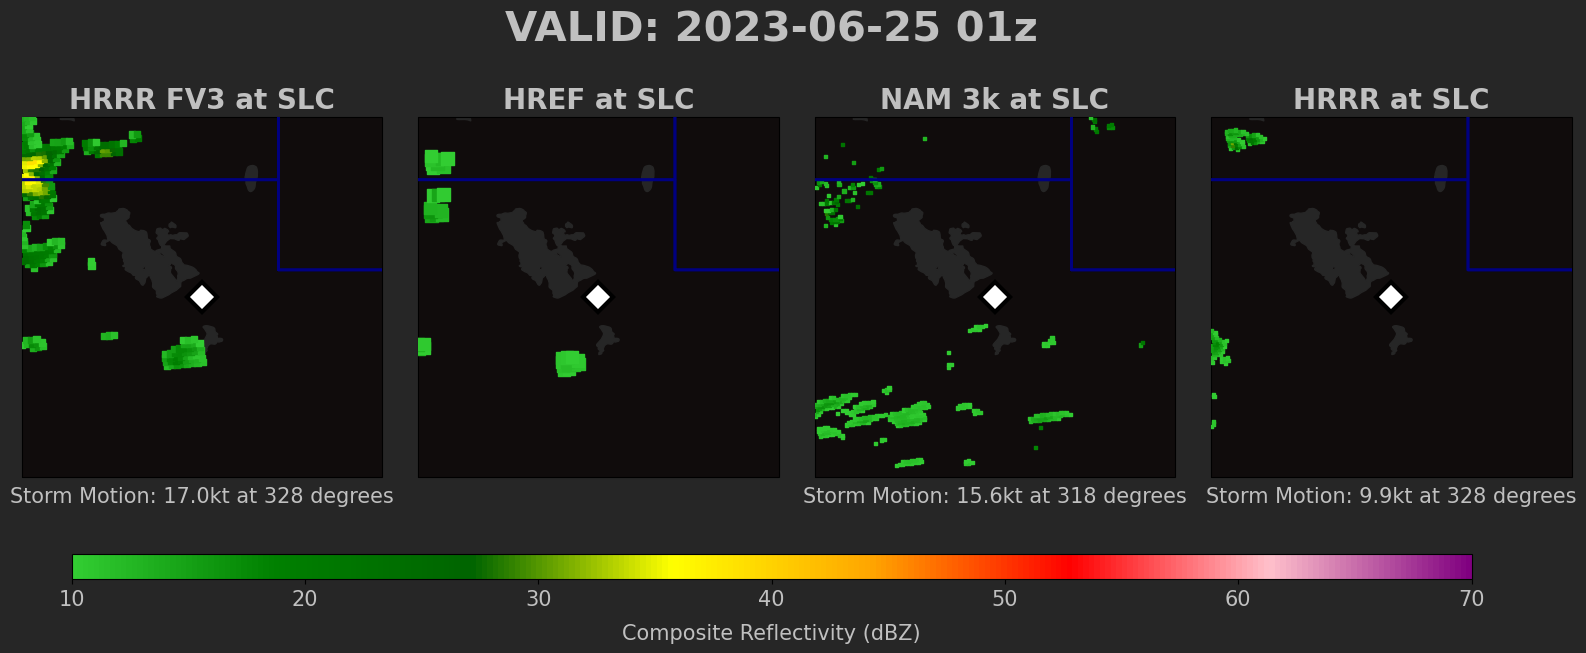 VALID: 2023-06-25 01z
HRRR FV3 at SLC
HREF at SLC
NAM 3k at SLC
HRRR at SLC
Storm Motion: 17.0kt at 328 degrees
Storm Motion: 15.6kt at 318 degrees
Storm Motion: 9.9kt at 328 degrees
10 20 30 40 50 60 70
Composite Reflectivity (dBZ)